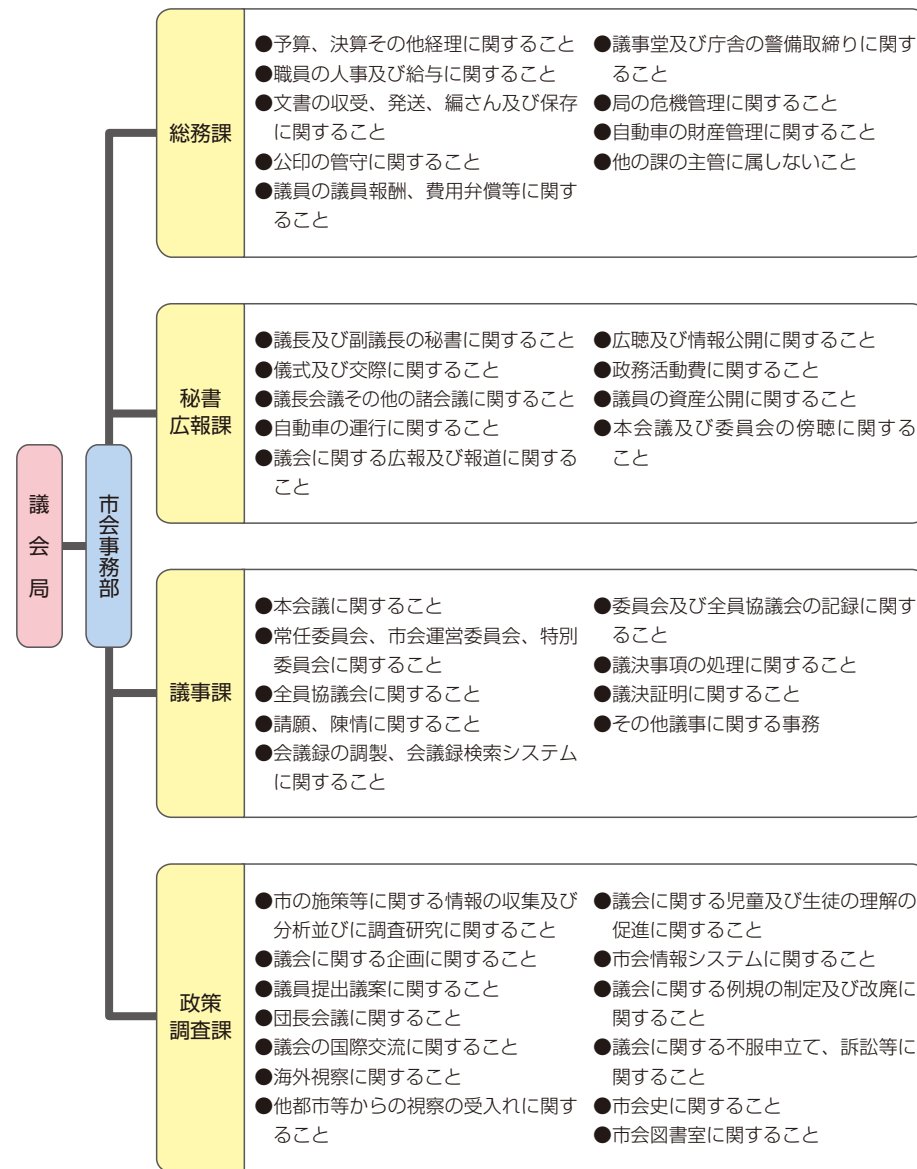 議会局
市会事務部
総務課
●予算、決算その他経理に関すること
●職員の人事及び給与に関すること
●文書の収受、発送、編さん及び保存
に関すること
●公印の管守に関すること
●議員の議員報酬、費用弁償等に関す
ること
●議事堂及び庁舎の警備取締りに関す
ること
●局の危機管理に関すること
●自動車の財産管理に関すること
●他の課の主管に属しないこと
秘書
広報課
●議長及び副議長の秘書に関すること
●儀式及び交際に関すること
●議長会議その他の諸会議に関すること
●自動車の運行に関すること
●議会に関する広報及び報道に関する
こと
●広聴及び情報公開に関すること
●政務活動費に関すること
●議員の資産公開に関すること
●本会議及び委員会の傍聴に関する
こと
議事課
●本会議に関すること
●常任委員会、市会運営委員会、特別
委員会に関すること
●全員協議会に関すること
●請願、陳情に関すること
●会議録の調製、会議録検索システム
に関すること
●委員会及び全員協議会の記録に関す
ること
●議決事項の処理に関すること
●議決証明に関すること
●その他議事に関する事務
政策
調査課
●市の施策等に関する情報の収集及び
分析並びに調査研究に関すること
●議会に関する企画に関すること
●議員提出議案に関すること
●団長会議に関すること
●議会の国際交流に関すること
●海外視察に関すること
●他都市等からの視察の受入れに関す
ること
●議会に関する児童及び生徒の理解の
促進に関すること
●市会情報システムに関すること
●議会に関する例規の制定及び改廃に
関すること
●議会に関する不服申立て、訴訟等に
関すること
●市会史に関すること
●市会図書室に関すること